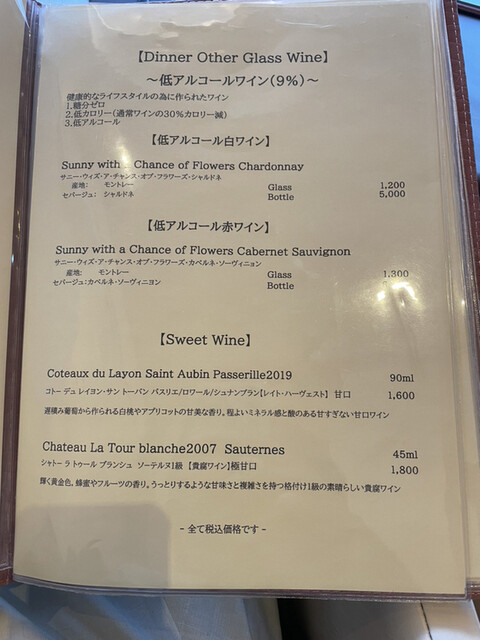 【Dinner Other Glass Wine】
～低アルコールワイン(9%)～
健康的なライフスタイルの為に作られたワイン
1.糖分ゼロ
2.低カロリー(通常ワインの30%カロリー減)
3.低アルコール
【低アルコール白ワイン】
Sunny with a Chance of Flowers Chardonnay
サニー・ウィズ・ア・チャンス・オブ・フラワーズ・シャルドネ
産地: モントレー Glass 1,200
セパージュ: シャルドネ Bottle 5,000
【低アルコール赤ワイン】
Sunny with a Chance of Flowers Cabernet Sauvignon
サニー・ウィズ・ア・チャンス・オブ・フラワーズ・カベルネ・ソーヴィニョン
産地: モントレー Glass 1,300
セパージュ:カベルネ・ソーヴィニヨン Bottle
【Sweet Wine】
Coteaux du Layon Saint Aubin Passerille2019 90ml
コトー デュ レイヨン・サン トーバン パスリエ/ロワール/シュナンブラン【レイト・ハーヴェスト】 甘口 1,600
遅積み葡萄から作られる白桃やアプリコットの甘美な香り。程よいミネラル感と酸のある甘すぎない甘口ワイン
Chateau La Tour blanche2007 Sauternes 45ml
シャトー ラ トゥール ブランシュ ソーテルヌ1級 【貴腐ワイン】極甘口 1,800
輝く黄金色。蜂蜜やフルーツの香り。うっとりするような甘味さと複雑さを持つ格付け1級の素晴らしい貴腐ワイン
- 全て税込価格です -